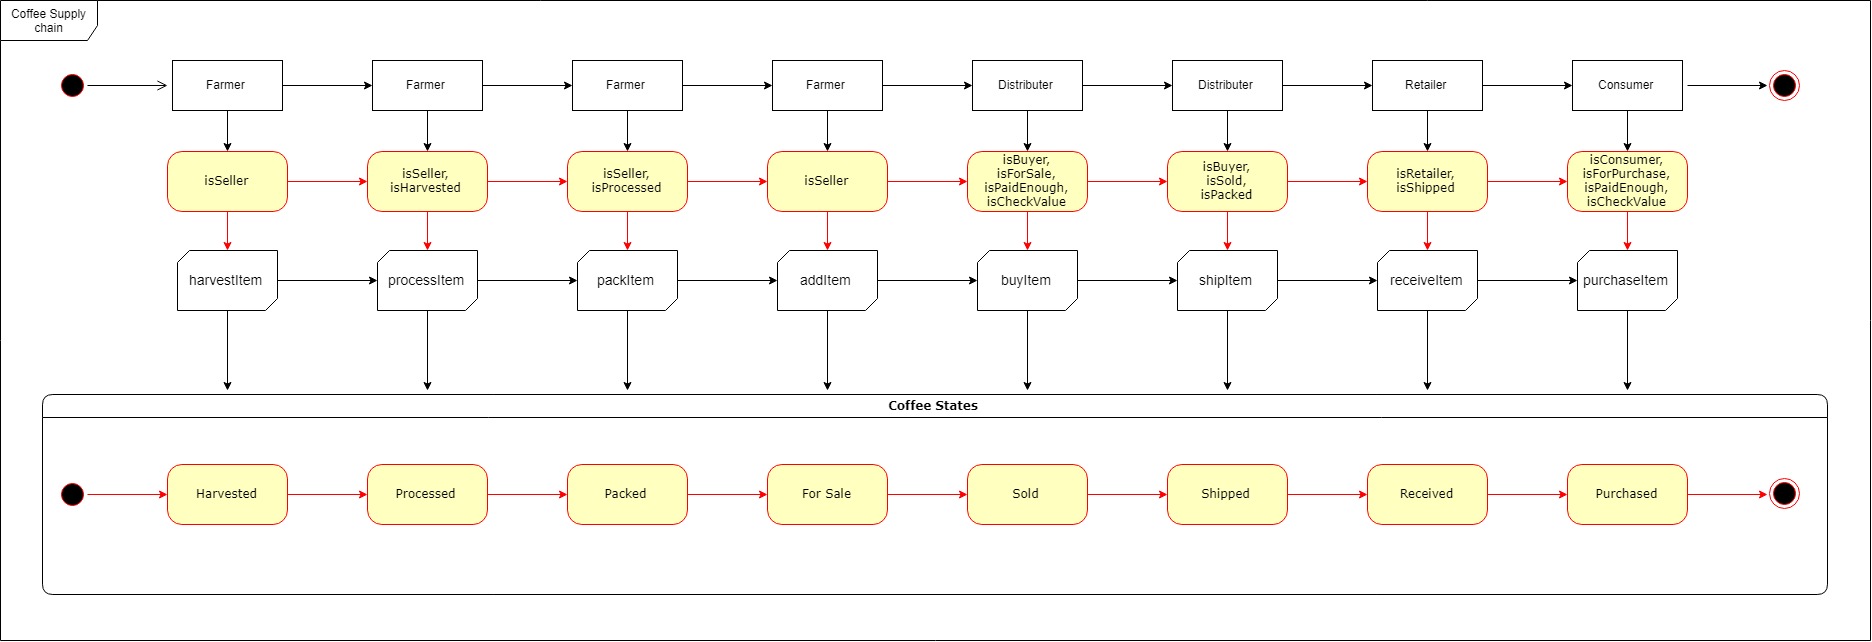 Coffee Supply
chain
Farmer
Farmer
Farmer
Farmer
Distributer
Distributer
Retailer
Consumer
isSeller
isSeller,
isHarvested
isSeller,
isProcessed
isSeller
isBuyer,
isForSale,
isPaidEnough,
isCheckValue
isBuyer,
isSold,
isPacked
isRetailer,
isShipped
isConsumer,
isForPurchase,
isPaidEnough,
isCheckValue
harvestItem
processItem
packItem
addItem
buyItem
shipItem
receiveItem
purchaseItem
Coffee States
Harvested
Processed
Packed
For Sale
Sold
Shipped
Received
Purchased